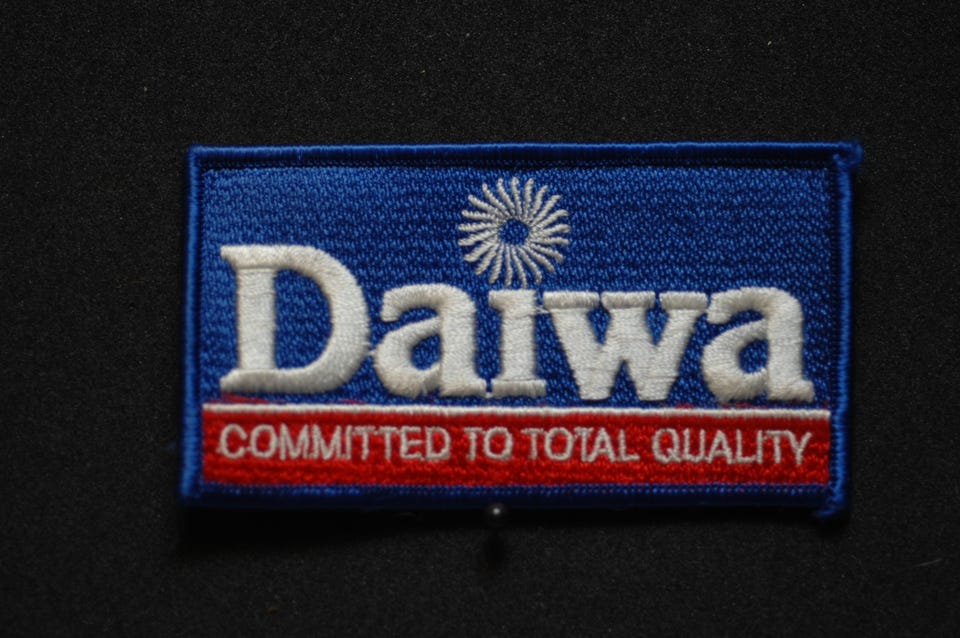 Daiwa
COMMITTED TO TOTAL QUALITY